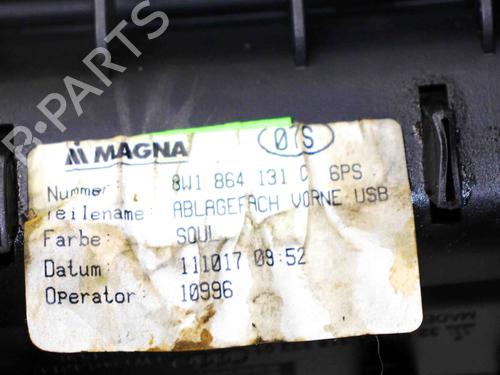 MAGNA
07S
Nummer: 8W1 864 131 C 6PS
Teilename: ABLAGEFACH VORNE USB
Farbe: SOUL
Datum: 111017 09:52
Operator: 10996
B-PARTS